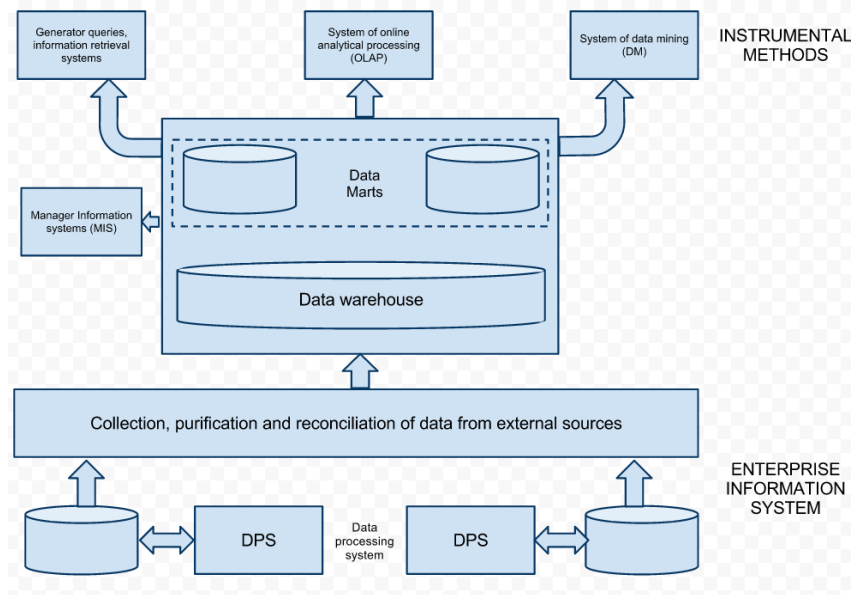 Generator queries,
information retrieval
systems
System of online
analytical processing
(OLAP)
System of data mining
(DM)
INSTRUMENTAL
METHODS
Data
Marts
Manager Information
systems (MIS)
Data warehouse
Collection, purification and reconciliation of data from external sources
ENTERPRISE
INFORMATION
SYSTEM
DPS
Data
processing
system
DPS